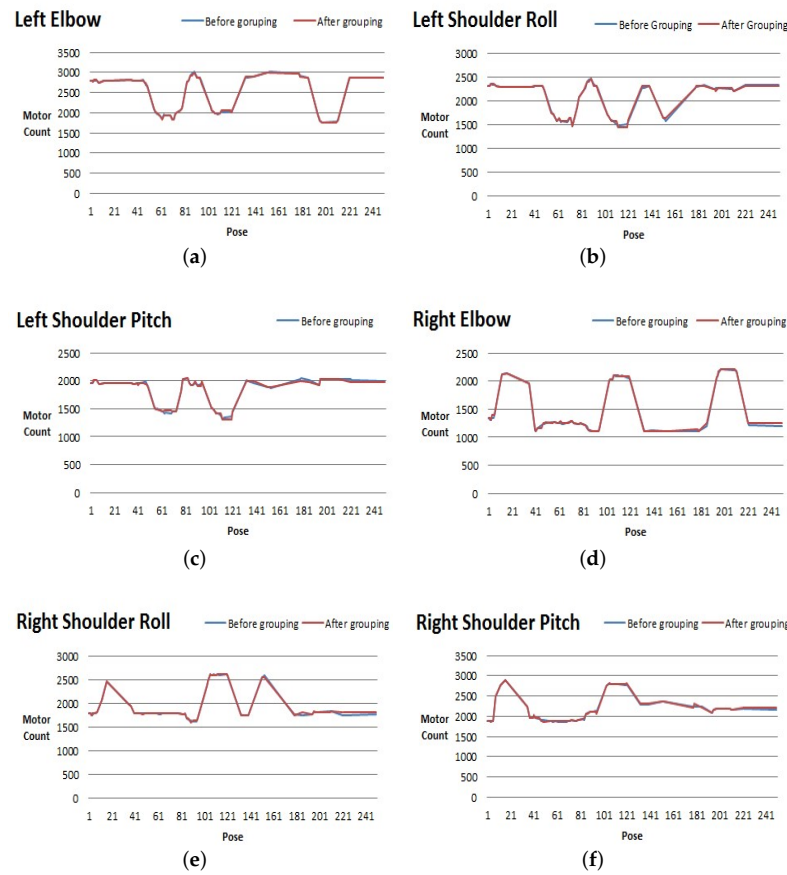 Left Elbow
Before goruping After grouping
3500
3000
2500
2000
1500
1000
500
0
Motor
Count
1 21 41 61 81 101 121 141 161 181 201 221 241
Pose
(a)
Left Shoulder Roll
Before Grouping After Grouping
3000
2500
2000
1500
1000
500
0
Motor
Count
1 21 41 61 81 101 121 141 161 181 201 221 241
Pose
(b)
Left Shoulder Pitch
Before grouping
2500
2000
1500
1000
500
0
Motor
Count
1 21 41 61 81 101 121 141 161 181 201 221 241
Pose
(c)
Right Elbow
Before grouping After grouping
2500
2000
1500
1000
500
0
Motor
Count
1 21 41 61 81 101 121 141 161 181 201 221 241
Pose
(d)
Right Shoulder Roll
Before grouping After grouping
3000
2500
2000
1500
1000
500
0
Motor
Count
1 21 41 61 81 101 121 141 161 181 201 221 241
Pose
(e)
Right Shoulder Pitch
Before grouping After grouping
3500
3000
2500
2000
1500
1000
500
0
Motor
Count
1 21 41 61 81 101 121 141 161 181 201 221 241
Pose
(f)